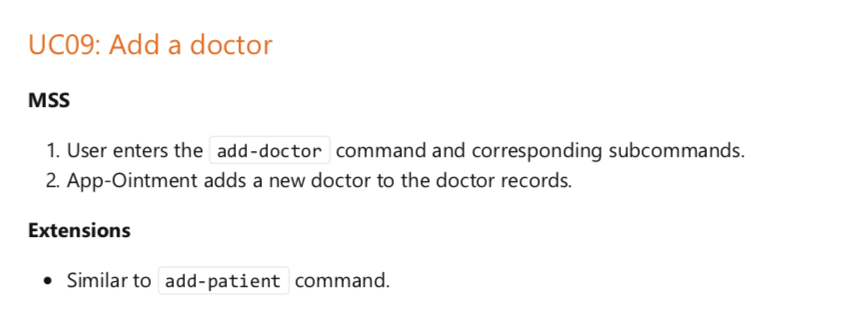 UC09: Add a doctor
MSS
1. User enters the add-doctor command and corresponding subcommands.
2. App-Ointment adds a new doctor to the doctor records.
Extensions
• Similar to add-patient command.